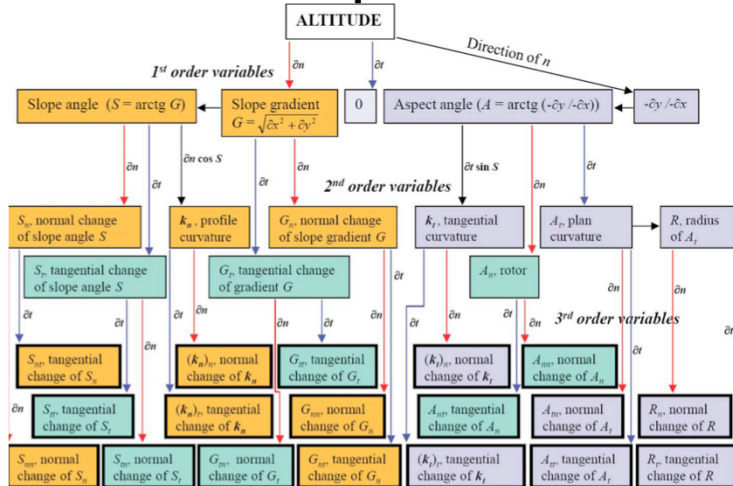 ALTITUDE
∂n
∂t
Direction of n
1st order variables
Slope angle (S = arctg G)
Slope gradient
G = √∂x² + ∂y²
0
Aspect angle (A = arctg (-∂y /-∂x))
-∂y /-∂x
∂n
∂t
∂n cos S
∂t
∂n
∂t sin S
∂n
∂t
2nd order variables
Sn, normal change
of slope angle S
kn, profile
curvature
Gn, normal change
of slope gradient G
kt, tangential
curvature
At, plan
curvature
R, radius
of At
St, tangential change
of slope angle S
Gt, tangential change
of gradient G
An, rotor
3rd order variables
∂t
∂t
∂n
∂t
∂n
∂n
∂t
∂t
∂t
∂n
∂t
∂n
∂n
∂t
∂n
∂t
Snt, tangential
change of Sn
(kn)n, normal
change of kn
Gtt, tangential
change of Gt
(kt)n, normal
change of kt
Ann, normal
change of An
∂n
Stt, tangential
change of St
(kn)t, tangential
change of kn
Gnn, normal
change of Gn
Ant, tangential
change of An
Atn, normal
change of At
Rn, normal
change of R
Snn, normal
change of Sn
Stn, normal
change of St
Gtn, normal
change of Gt
Gnt, tangential
change of Gn
(kt)t, tangential
change of kt
Att, tangential
change of At
Rt, tangential
change of R